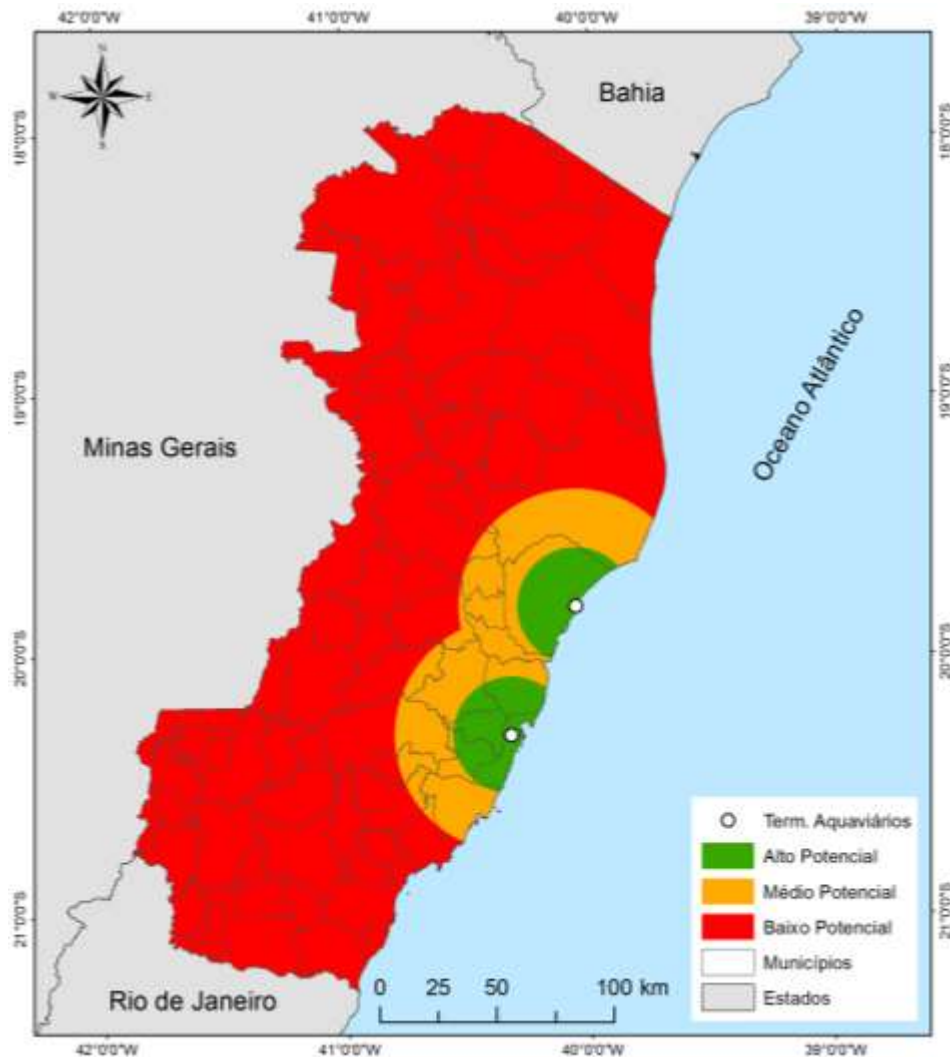 42°0'0"W 41°0'0"W 40°0'0"W 39°0'0"W
N
W E
S
Bahia
18°0'0"S 18°0'0"S
Oceano Atlântico
19°0'0"S 19°0'0"S
Minas Gerais
20°0'0"S 20°0'0"S
Term. Aquaviários
Alto Potencial
Médio Potencial
Baixo Potencial
Municípios
Estados
21°0'0"S 21°0'0"S
Rio de Janeiro
0 25 50 100 km
42°0'0"W 41°0'0"W 40°0'0"W 39°0'0"W